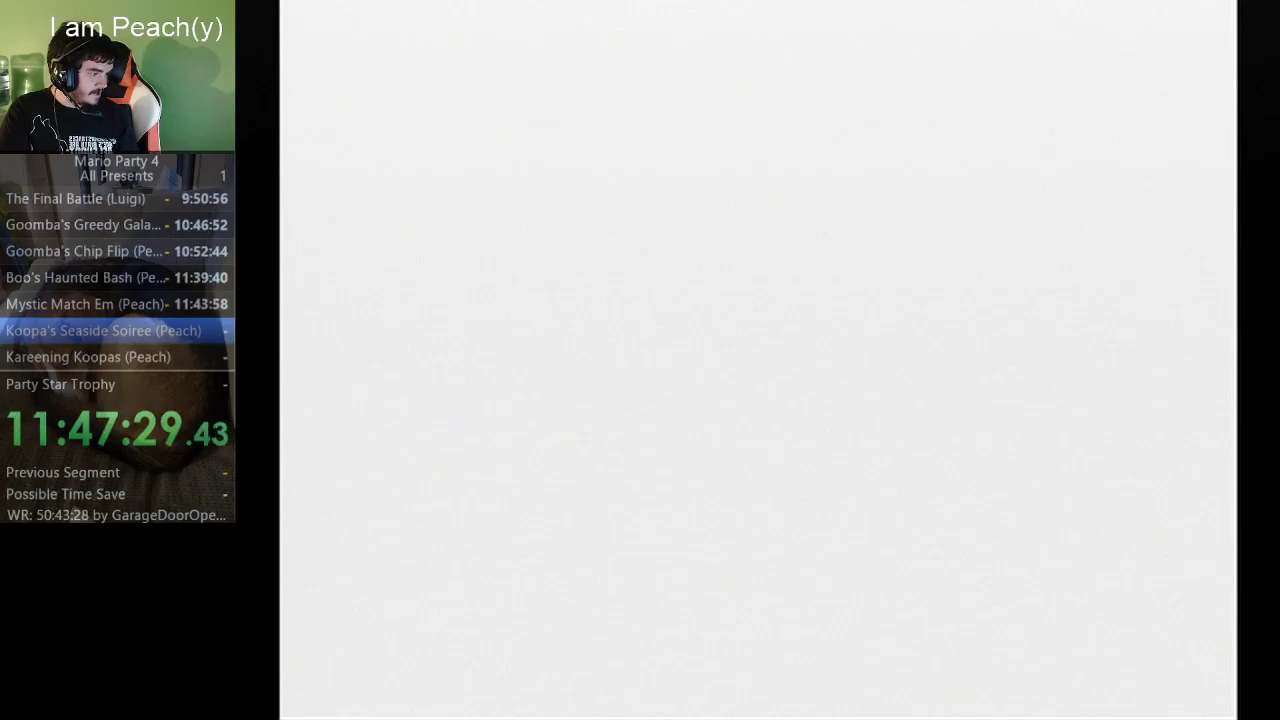 I am Peach(y)
Mario Party 4
All Presents 1
The Final Battle (Luigi) - 9:50:56
Goomba's Greedy Gala... - 10:46:52
Goomba's Chip Flip (Pe... - 10:52:44
Boo's Haunted Bash (Pe... - 11:39:40
Mystic Match Em (Peach) - 11:43:58
Koopa's Seaside Soiree (Peach) -
Kareening Koopas (Peach) -
Party Star Trophy -
11:47:29.43
Previous Segment -
Possible Time Save -
WR: 50:43:28 by GarageDoorOpe...